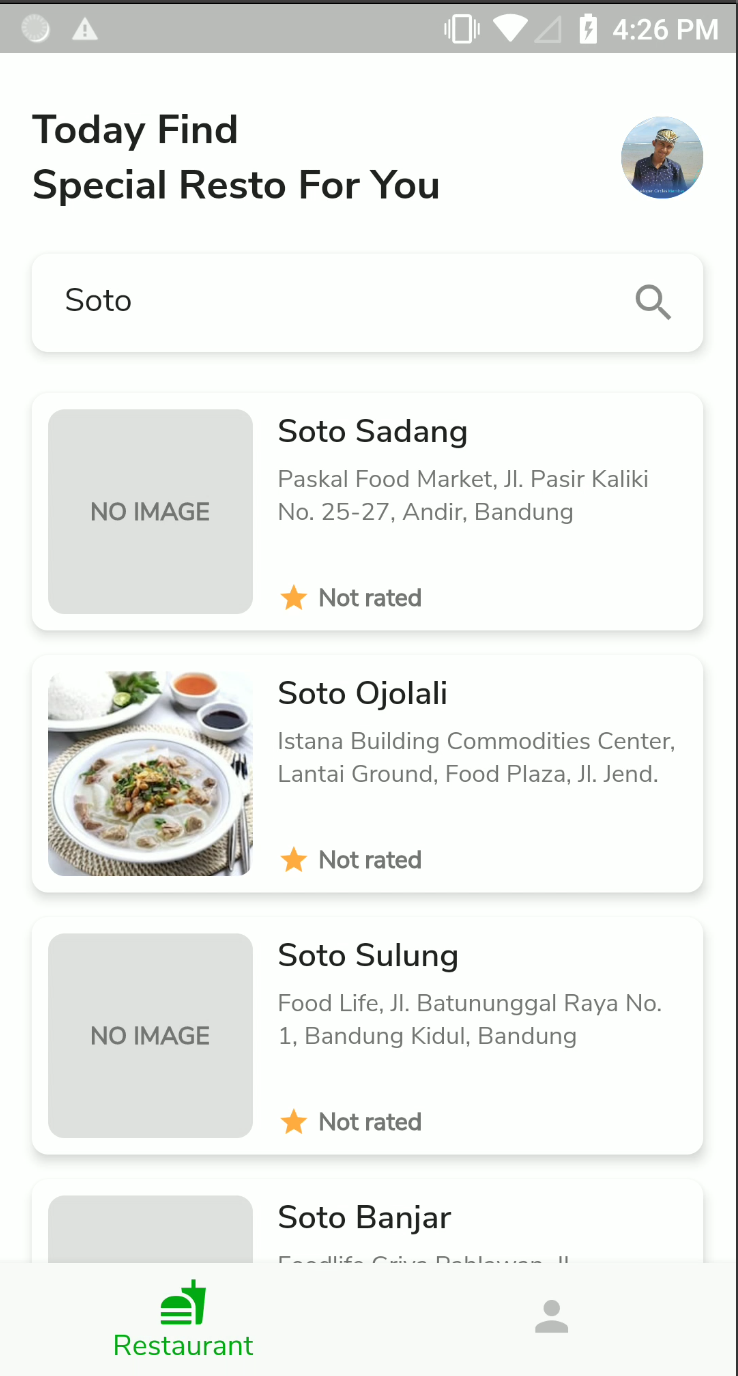 4:26 PM
Today Find
Special Resto For You
Soto
NO IMAGE
Soto Sadang
Paskal Food Market, Jl. Pasir Kaliki
No. 25-27, Andir, Bandung
Not rated
Soto Ojolali
Istana Building Commodities Center,
Lantai Ground, Food Plaza, Jl. Jend.
Not rated
NO IMAGE
Soto Sulung
Food Life, Jl. Batununggal Raya No.
1, Bandung Kidul, Bandung
Not rated
Soto Banjar
Restaurant